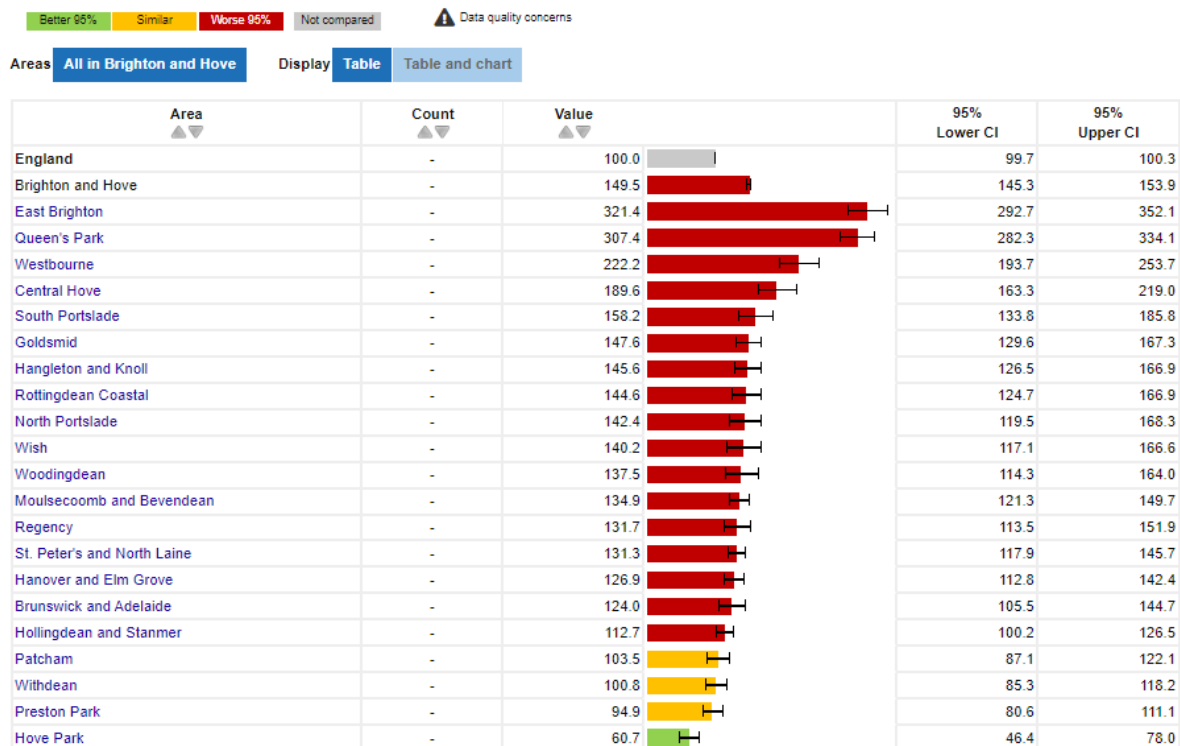 Better 95% Similar Worse 95% Not compared Data quality concerns
Areas All in Brighton and Hove Display Table Table and chart
Area Count Value 95% Lower CI 95% Upper CI
England - 100.0 99.7 100.3
Brighton and Hove - 149.5 145.3 153.9
East Brighton - 321.4 292.7 352.1
Queen's Park - 307.4 282.3 334.1
Westbourne - 222.2 193.7 253.7
Central Hove - 189.6 163.3 219.0
South Portslade - 158.2 133.8 185.8
Goldsmid - 147.6 129.6 167.3
Hangleton and Knoll - 145.6 126.5 166.9
Rottingdean Coastal - 144.6 124.7 166.9
North Portslade - 142.4 119.5 168.3
Wish - 140.2 117.1 166.6
Woodingdean - 137.5 114.3 164.0
Moulsecoomb and Bevendean - 134.9 121.3 149.7
Regency - 131.7 113.5 151.9
St. Peter's and North Laine - 131.3 117.9 145.7
Hanover and Elm Grove - 126.9 112.8 142.4
Brunswick and Adelaide - 124.0 105.5 144.7
Hollingdean and Stanmer - 112.7 100.2 126.5
Patcham - 103.5 87.1 122.1
Withdean - 100.8 85.3 118.2
Preston Park - 94.9 80.6 111.1
Hove Park - 60.7 46.4 78.0